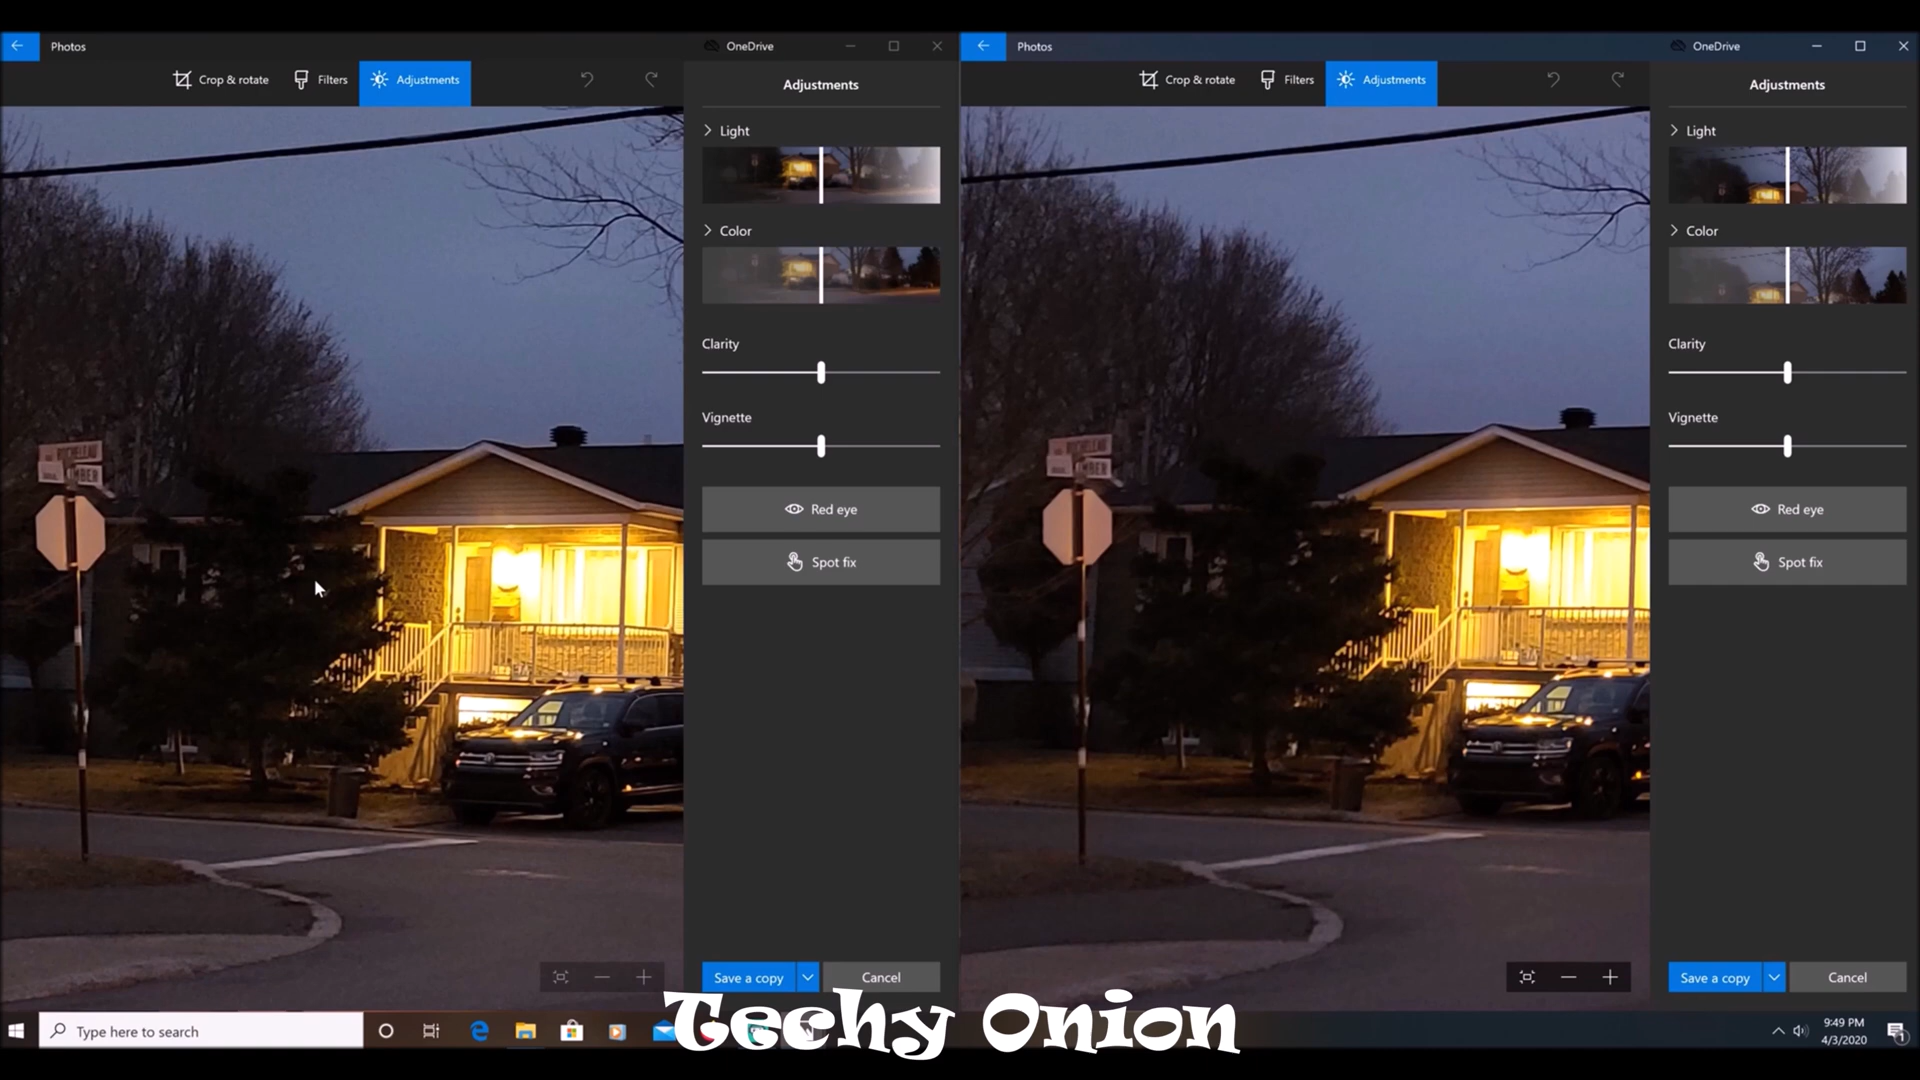 Photos
OneDrive
Crop & rotate
Filters
Adjustments
Adjustments
Light
Color
Clarity
Vignette
Red eye
Spot fix
Save a copy
Cancel
Photos
OneDrive
Crop & rotate
Filters
Adjustments
Adjustments
Light
Color
Clarity
Vignette
Red eye
Spot fix
Save a copy
Cancel
Techy Onion
Type here to search
9:49 PM
4/3/2020
1